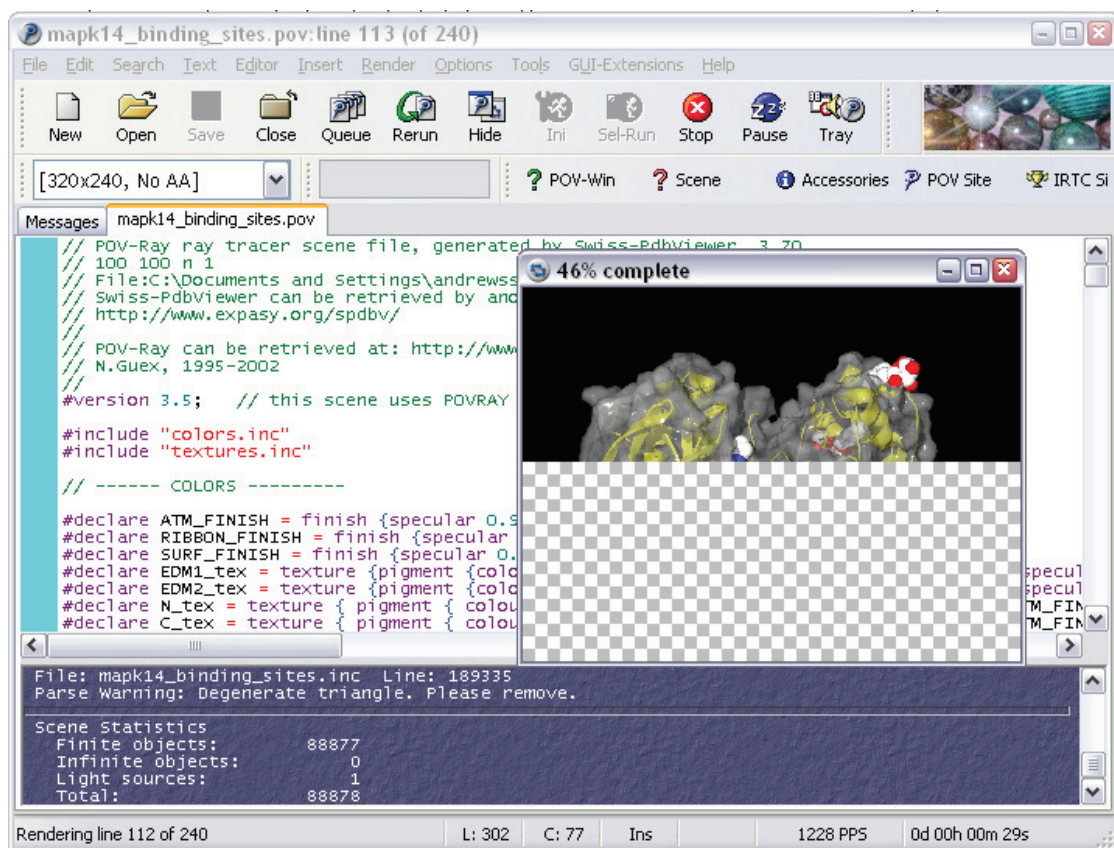 mapk14_binding_sites.pov:line 113 (of 240)
File Edit Search Text Editor Insert Render Options Tools GUI-Extensions Help
New Open Save Close Queue Rerun Hide Ini Sel-Run Stop Pause Tray
[320x240, No AA] ? POV-Win ? Scene Accessories POV Site IRTC Si
Messages mapk14_binding_sites.pov
// POV-Ray ray tracer scene file, generated by Swiss-PdbViewer 3.70
// 100 100 n 1
// File:C:\Documents and Settings\andrewss
// Swiss-PdbViewer can be retrieved by ano
// http://www.expasy.org/spdbv/
//
// POV-Ray can be retrieved at: http://www
// N.Guex, 1995-2002
//
#version 3.5; // this scene uses POVRAY
#include "colors.inc"
#include "textures.inc"
// ------ COLORS ---------
#declare ATM_FINISH = finish {specular 0.9
#declare RIBBON_FINISH = finish {specular
#declare SURF_FINISH = finish {specular 0.
#declare EDM1_tex = texture {pigment {colo specul
#declare EDM2_tex = texture {pigment {colo specul
#declare N_tex = texture { pigment { colou TM_FIN
#declare C_tex = texture { pigment { colou TM_FIN
46% complete
File: mapk14_binding_sites.inc Line: 189335
Parse Warning: Degenerate triangle. Please remove.
Scene Statistics
Finite objects: 88877
Infinite objects: 0
Light sources: 1
Total: 88878
Rendering line 112 of 240 L: 302 C: 77 Ins 1228 PPS 0d 00h 00m 29s